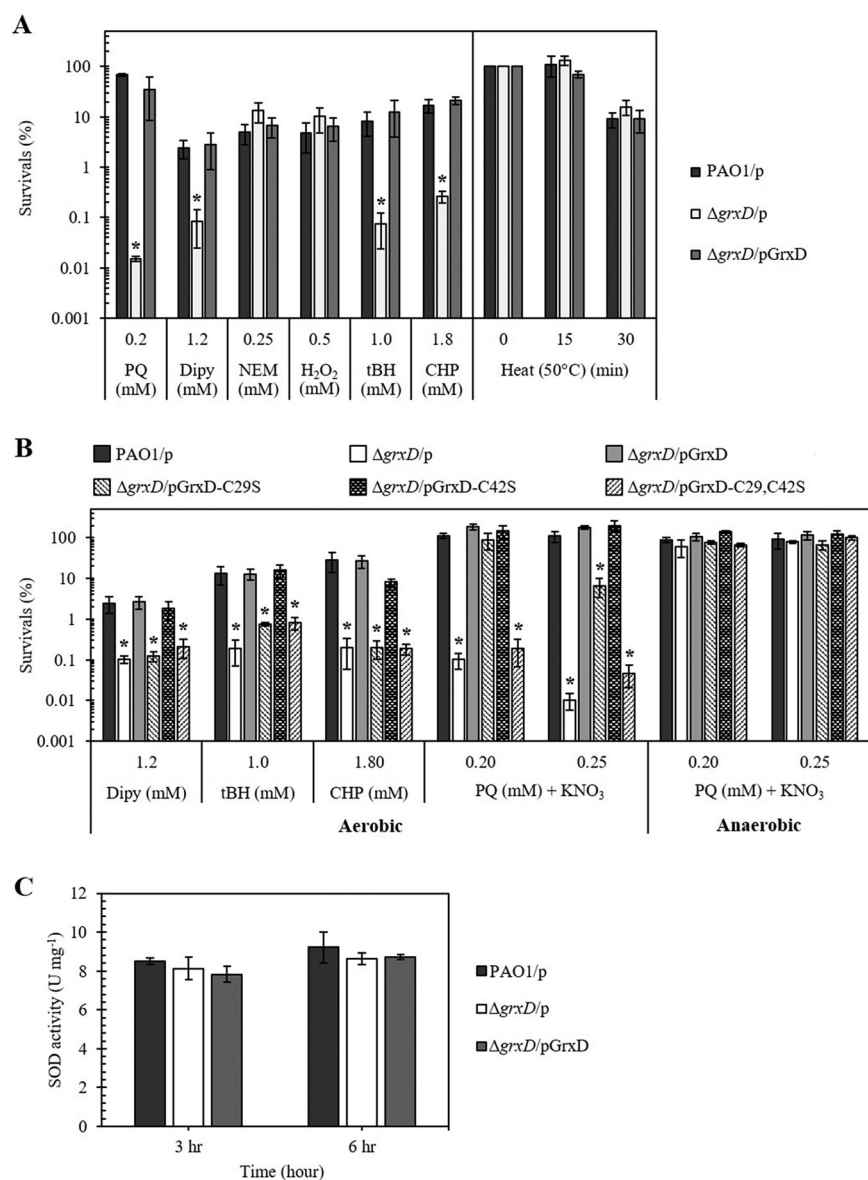 A
Survivals (%)
100
10
1
0.1
0.01
0.001
* * * *
0.2 1.2 0.25 0.5 1.0 1.8 0 15 30
PQ Dipy NEM H₂O₂ tBH CHP Heat (50°C) (min)
(mM) (mM) (mM) (mM) (mM) (mM)
PAO1/p
ΔgrxD/p
ΔgrxD/pGrxD
B
PAO1/p ΔgrxD/p ΔgrxD/pGrxD
ΔgrxD/pGrxD-C29S ΔgrxD/pGrxD-C42S ΔgrxD/pGrxD-C29,C42S
Survivals (%)
100
10
1
0.1
0.01
0.001
* * * * * * * * * * * * * *
1.2 1.0 1.80 0.20 0.25 0.20 0.25
Dipy (mM) tBH (mM) CHP (mM) PQ (mM) + KNO₃ PQ (mM) + KNO₃
Aerobic Anaerobic
C
SOD activity (U mg⁻¹)
12
10
8
6
4
2
0
3 hr 6 hr
Time (hour)
PAO1/p
ΔgrxD/p
ΔgrxD/pGrxD